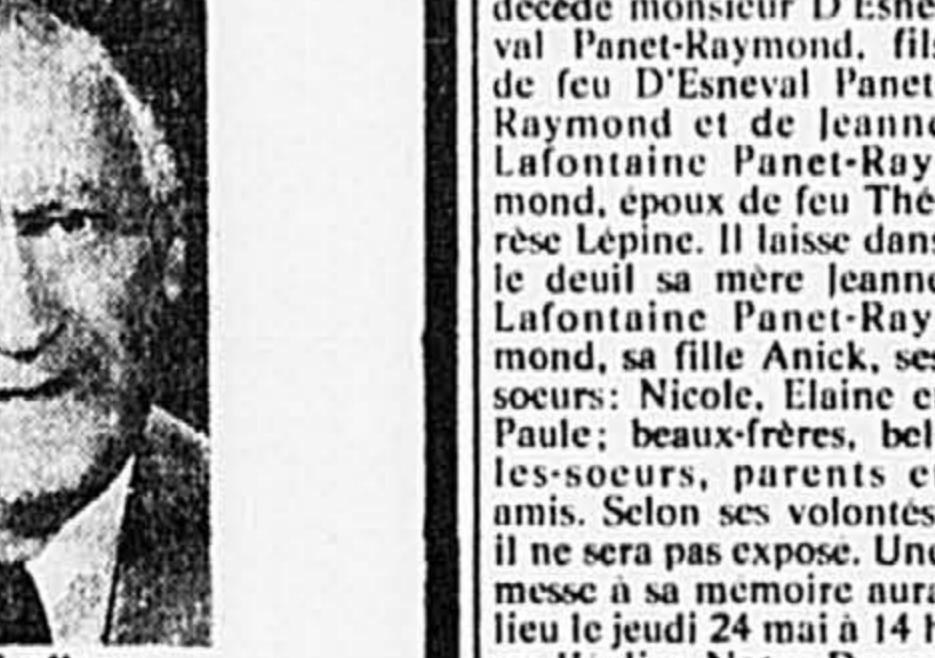 décédé monsieur D'Esne-
val Panet-Raymond, fils
de feu D'Esneval Panet-
Raymond et de Jeanne
Lafontaine Panet-Ray-
mond, époux de feu Thé-
rèse Lépine. Il laisse dans
le deuil sa mère Jeanne
Lafontaine Panet-Ray-
mond, sa fille Anick, ses
soeurs: Nicole, Elaine et
Paule; beaux-frères, bel-
les-soeurs, parents et
amis. Selon ses volontés,
il ne sera pas exposé. Une
messe à sa mémoire aura
lieu le jeudi 24 mai à 14 h